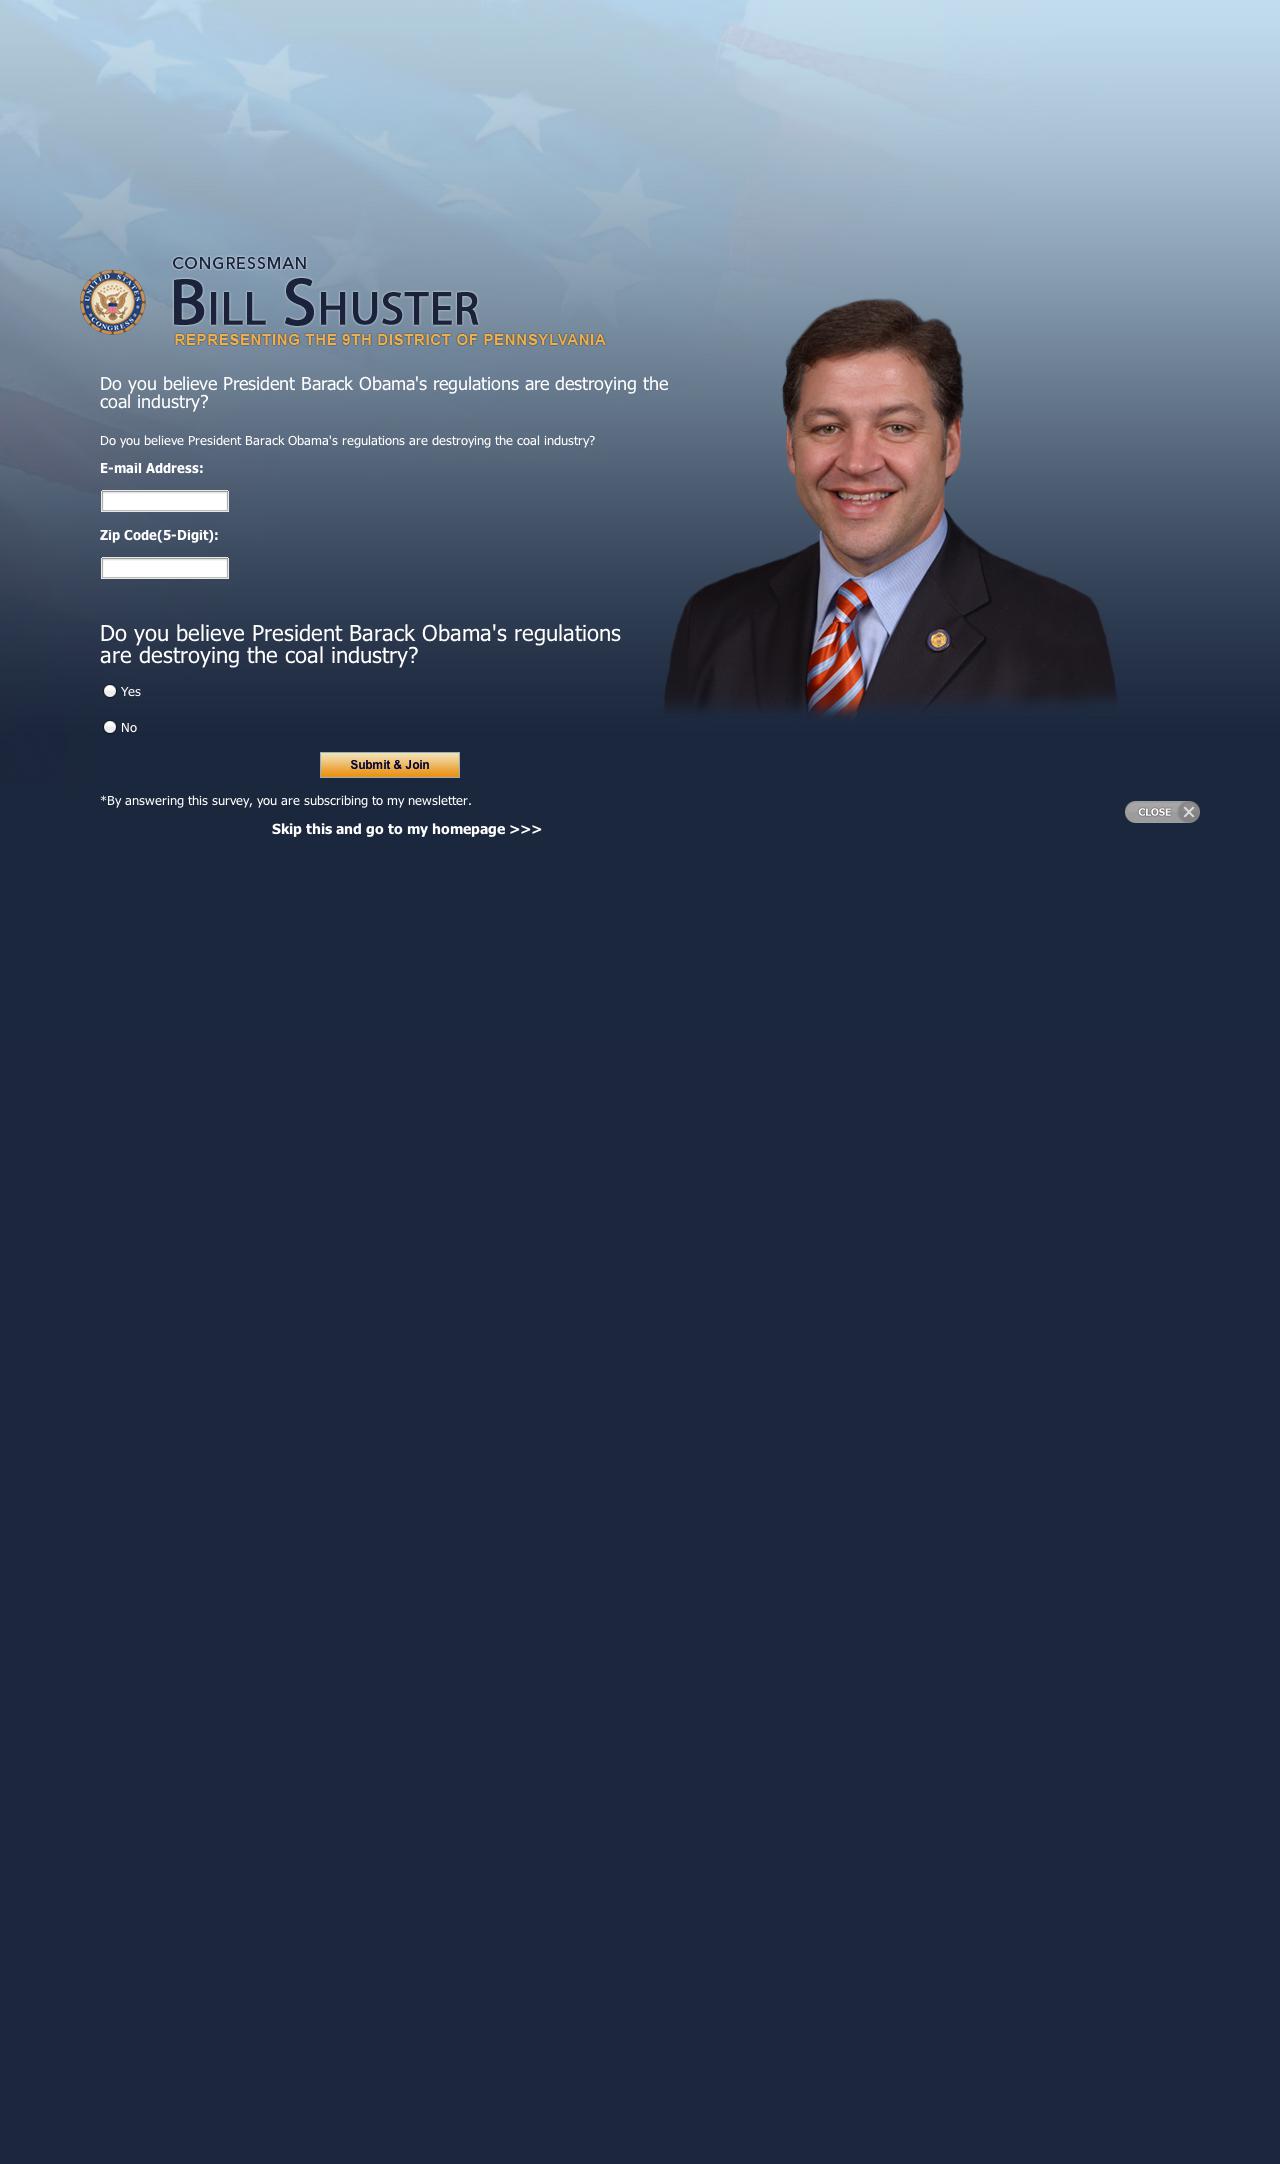 CONGRESSMAN
BILL SHUSTER
REPRESENTING THE 9TH DISTRICT OF PENNSYLVANIA
UNITED STATES CONGRESS
Do you believe President Barack Obama's regulations are destroying the
coal industry?
Do you believe President Barack Obama's regulations are destroying the coal industry?
E-mail Address:
Zip Code(5-Digit):
Do you believe President Barack Obama's regulations
are destroying the coal industry?
Yes
No
Submit & Join
*By answering this survey, you are subscribing to my newsletter.
CLOSE
Skip this and go to my homepage >>>